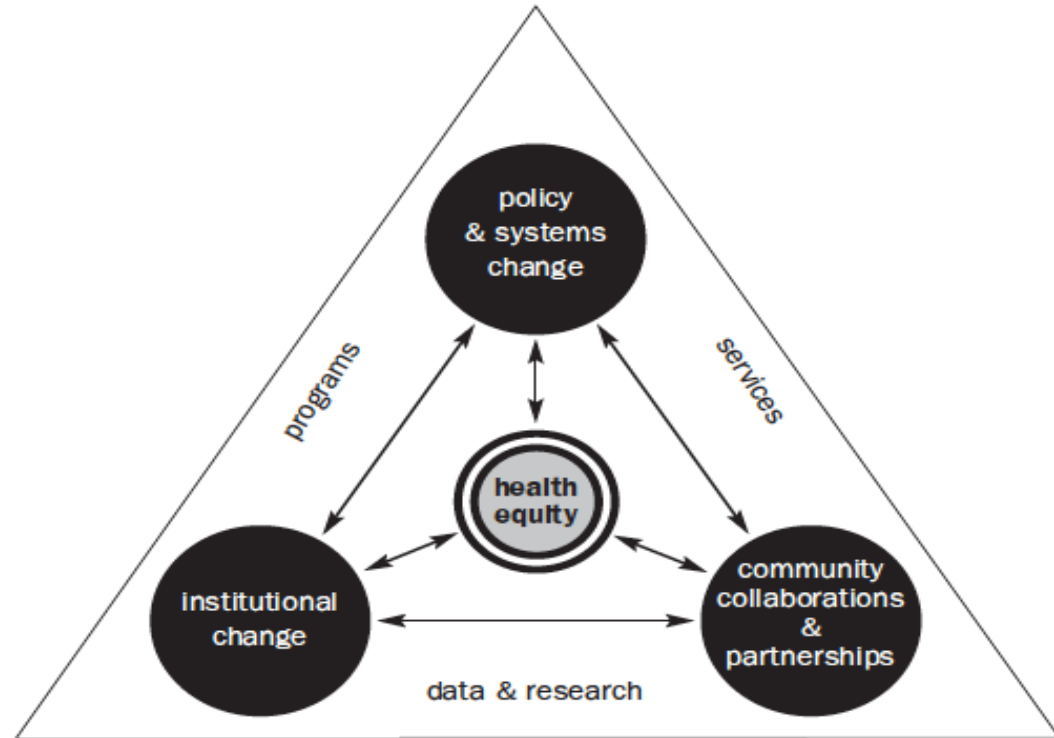 policy
& systems
change
programs
services
health
equity
institutional
change
community
collaborations
&
partnerships
data & research